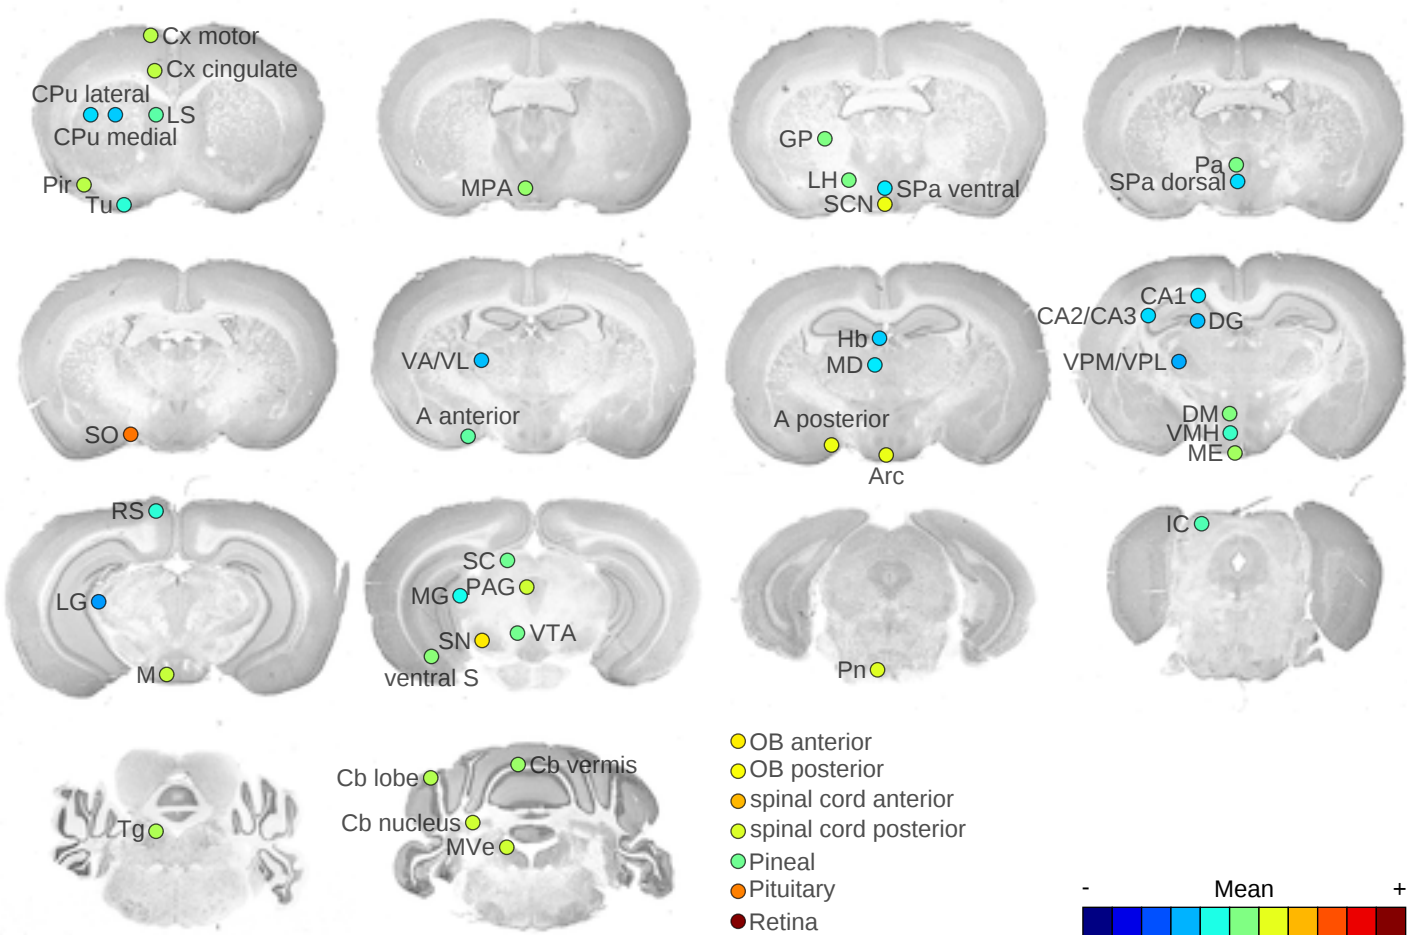 Cx motor
Cx cingulate
CPu lateral
LS
CPu medial
Pir
Tu
MPA
GP
LH
SPa ventral
SCN
Pa
SPa dorsal
SO
VA/VL
A anterior
Hb
MD
A posterior
Arc
CA1
CA2/CA3
DG
VPM/VPL
DM
VMH
ME
RS
LG
M
SC
PAG
MG
SN
VTA
ventral S
Pn
IC
Tg
Cb lobe
Cb vermis
Cb nucleus
MVe
OB anterior
OB posterior
spinal cord anterior
spinal cord posterior
Pineal
Pituitary
Retina
- Mean +